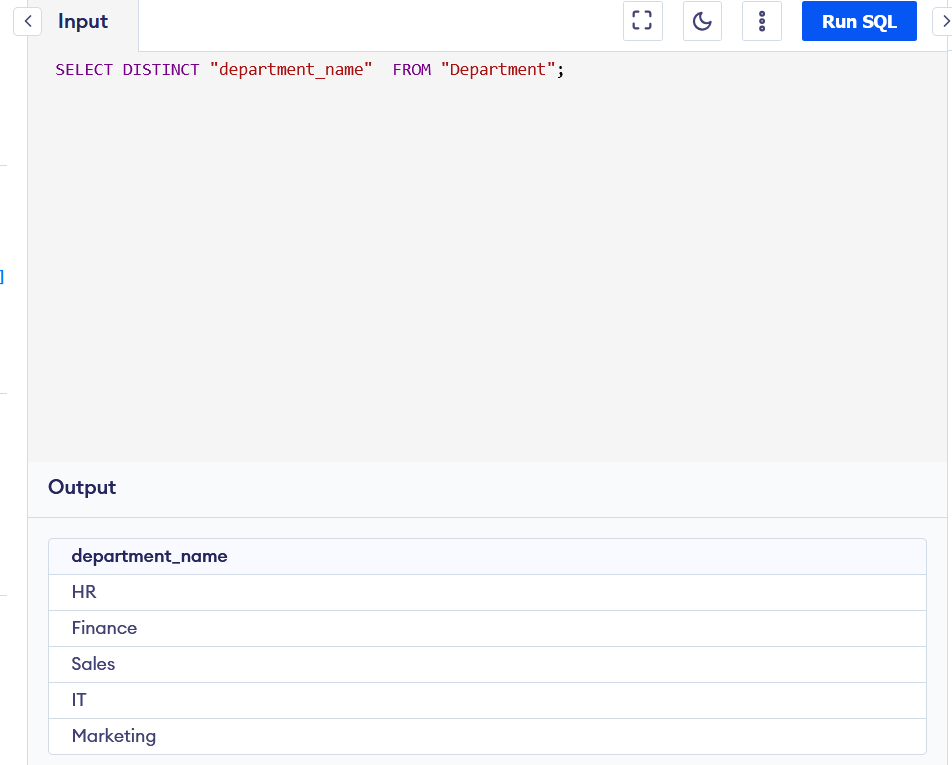 Input
Run SQL
SELECT DISTINCT "department_name"  FROM "Department";
]
Output
department_name
HR
Finance
Sales
IT
Marketing